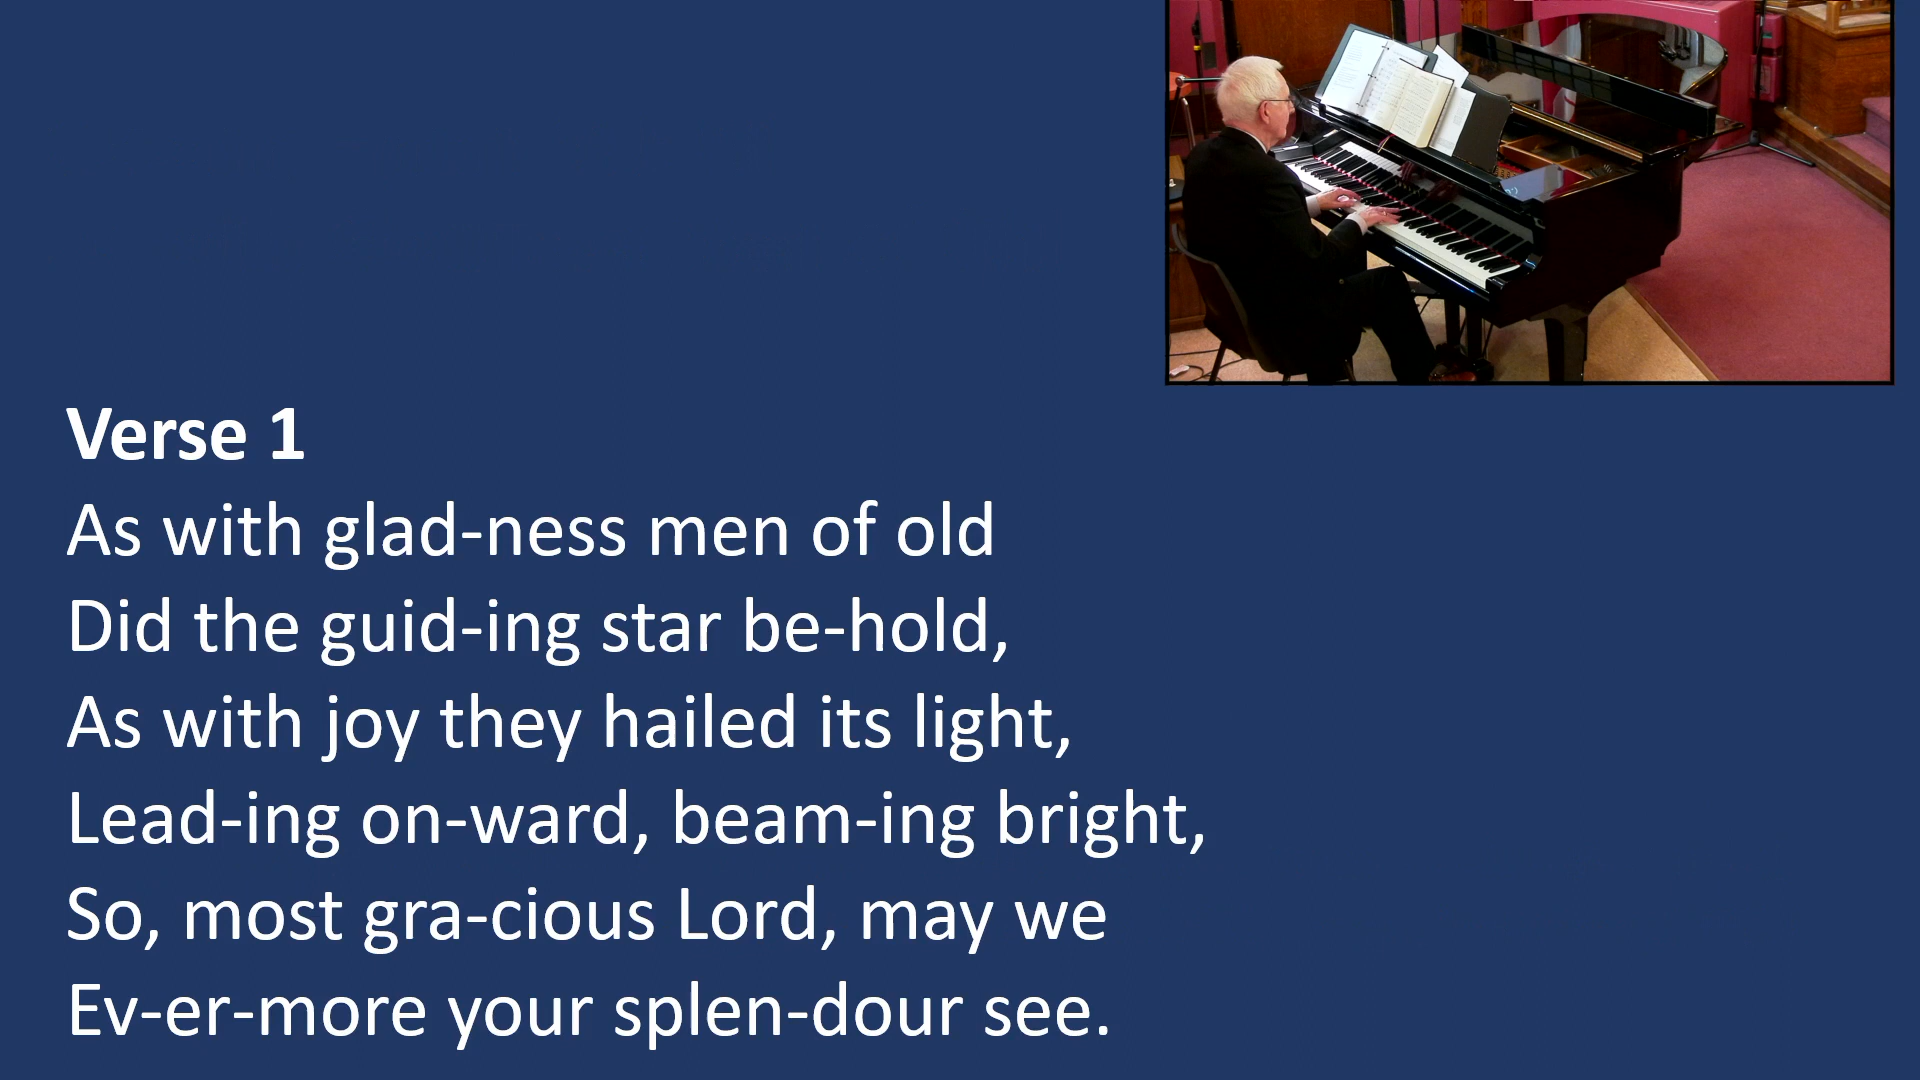 Verse 1
As with glad-ness men of old
Did the guid-ing star be-hold,
As with joy they hailed its light,
Lead-ing on-ward, beam-ing bright,
So, most gra-cious Lord, may we
Ev-er-more your splen-dour see.